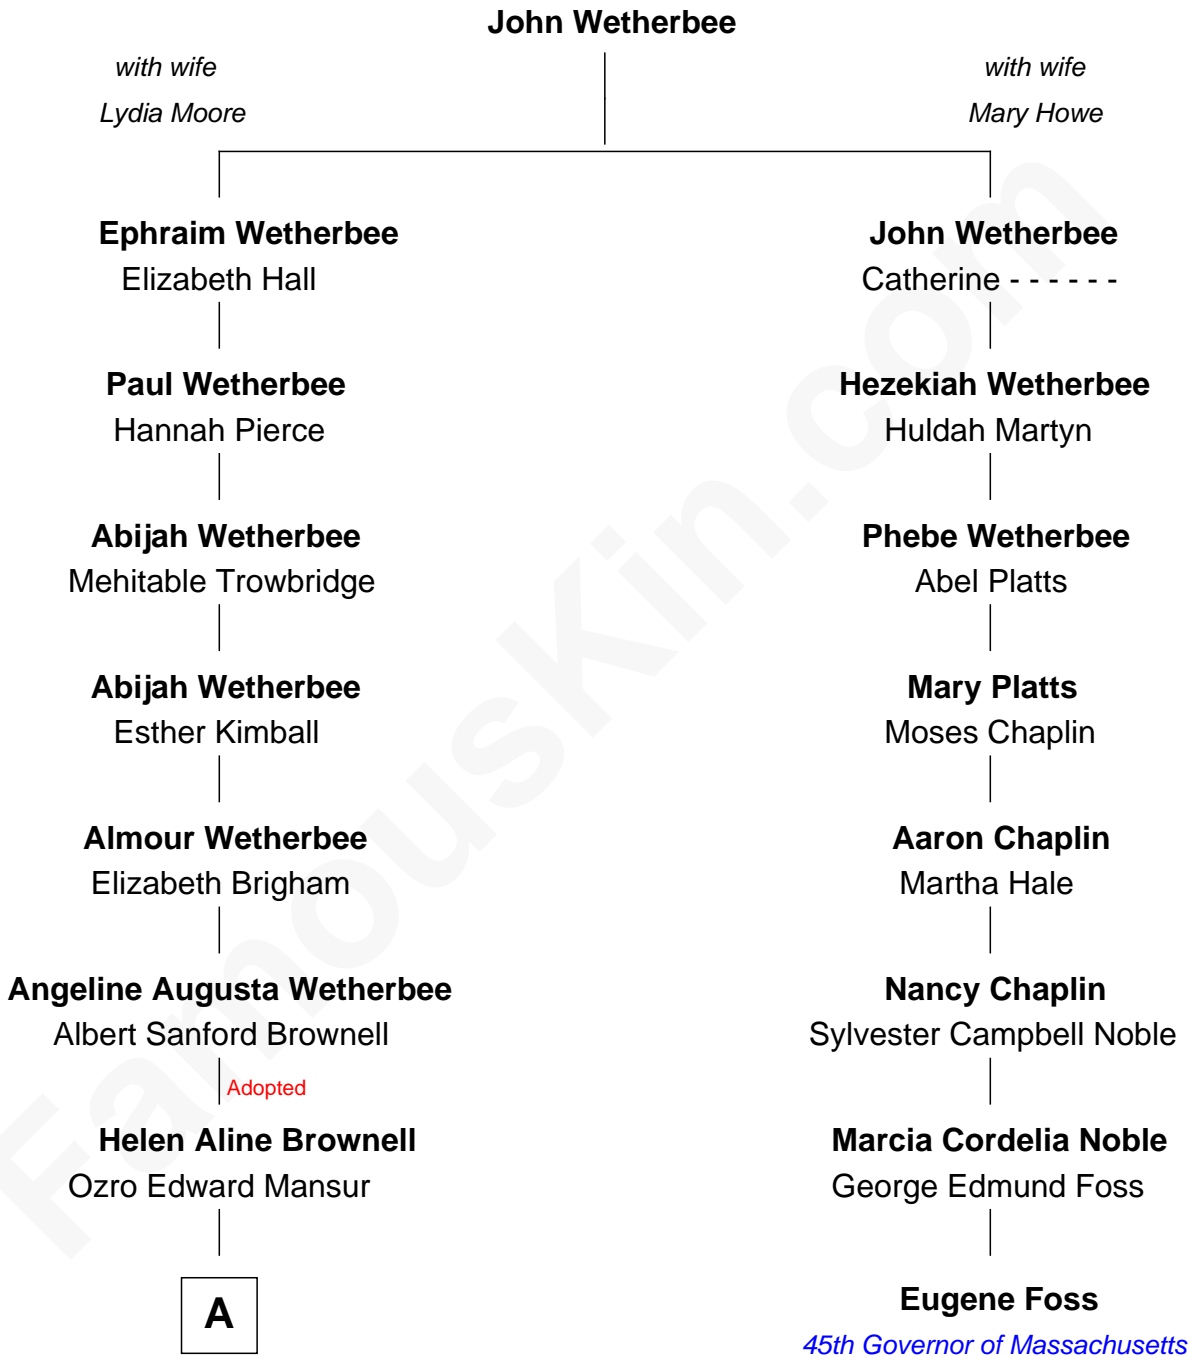 John Wetherbee
with wife
Lydia Moore
with wife
Mary Howe
Ephraim Wetherbee
Elizabeth Hall
John Wetherbee
Catherine - - - - - -
Paul Wetherbee
Hannah Pierce
Hezekiah Wetherbee
Huldah Martyn
Abijah Wetherbee
Mehitable Trowbridge
Phebe Wetherbee
Abel Platts
Abijah Wetherbee
Esther Kimball
Mary Platts
Moses Chaplin
Almour Wetherbee
Elizabeth Brigham
Aaron Chaplin
Martha Hale
Angeline Augusta Wetherbee
Albert Sanford Brownell
Nancy Chaplin
Sylvester Campbell Noble
Adopted
Helen Aline Brownell
Ozro Edward Mansur
Marcia Cordelia Noble
George Edmund Foss
A
Eugene Foss
45th Governor of Massachusetts
FamousKin.com